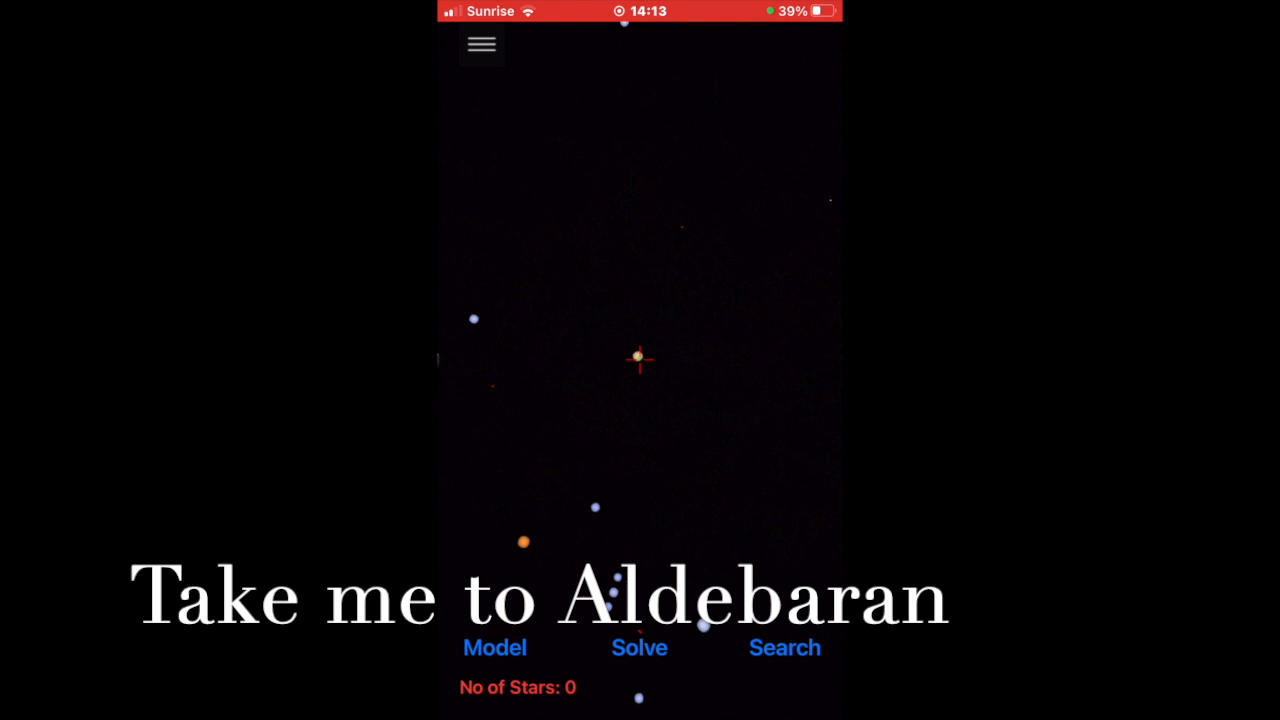 Sunrise 14:13 39%
Take me to Aldebaran
Model Solve Search
No of Stars: 0